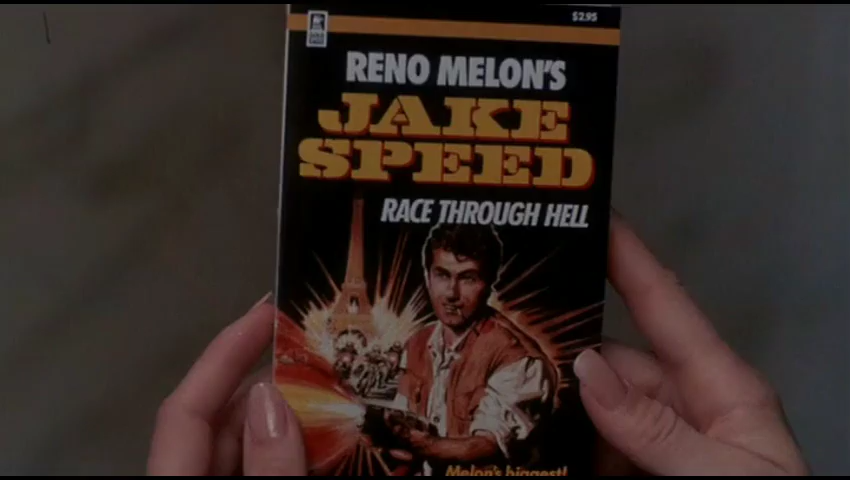 $2.95
RENO MELON'S
JAKE
SPEED
RACE THROUGH HELL
Melon's biggest!